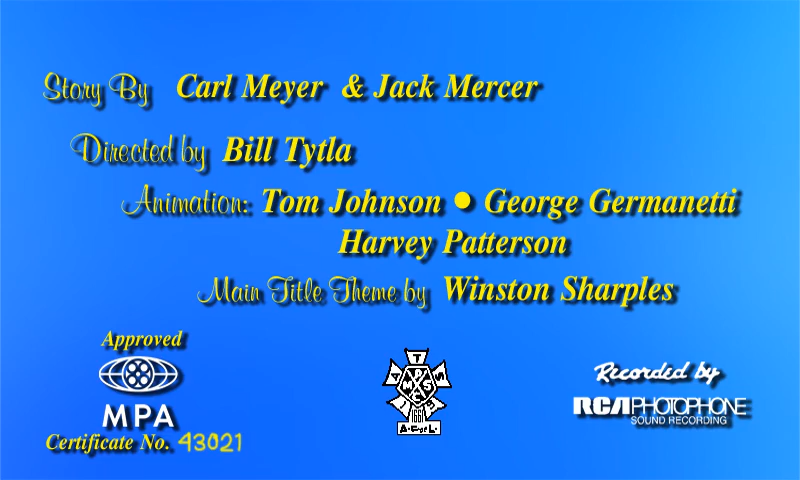 Story By Carl Meyer & Jack Mercer
Directed by Bill Tytla
Animation: Tom Johnson • George Germanetti
Harvey Patterson
Main Title Theme by Winston Sharples
Approved
MPA
Certificate No. 43021
A-F-of-L-
Recorded by
RCA PHOTOPHONE
SOUND RECORDING